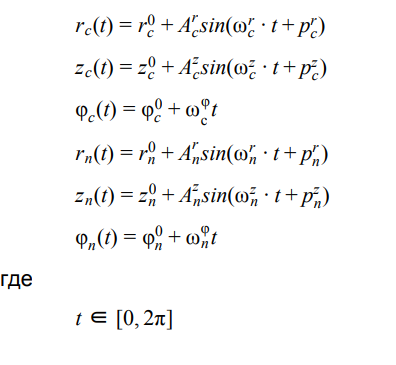 r_c(t) = r_c^0 + A_c^r sin(ω_c^r · t + p_c^r)
z_c(t) = z_c^0 + A_c^z sin(ω_c^z · t + p_c^z)
φ_c(t) = φ_c^0 + ω_c^φ t
r_n(t) = r_n^0 + A_n^r sin(ω_n^r · t + p_n^r)
z_n(t) = z_n^0 + A_n^z sin(ω_n^z · t + p_n^z)
φ_n(t) = φ_n^0 + ω_n^φ t
где
t ∈ [0, 2π]